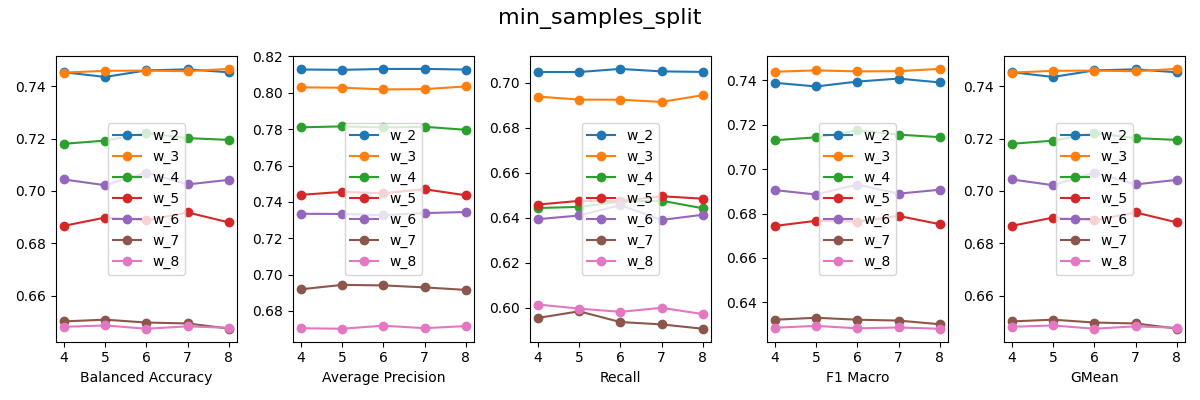 min_samples_split
0.74
0.72
0.70
0.68
0.66
4 5 6 7 8
Balanced Accuracy
w_2
w_3
w_4
w_5
w_6
w_7
w_8
0.82
0.80
0.78
0.76
0.74
0.72
0.70
0.68
4 5 6 7 8
Average Precision
w_2
w_3
w_4
w_5
w_6
w_7
w_8
0.70
0.68
0.66
0.64
0.62
0.60
4 5 6 7 8
Recall
w_2
w_3
w_4
w_5
w_6
w_7
w_8
0.74
0.72
0.70
0.68
0.66
0.64
4 5 6 7 8
F1 Macro
w_2
w_3
w_4
w_5
w_6
w_7
w_8
0.74
0.72
0.70
0.68
0.66
4 5 6 7 8
GMean
w_2
w_3
w_4
w_5
w_6
w_7
w_8